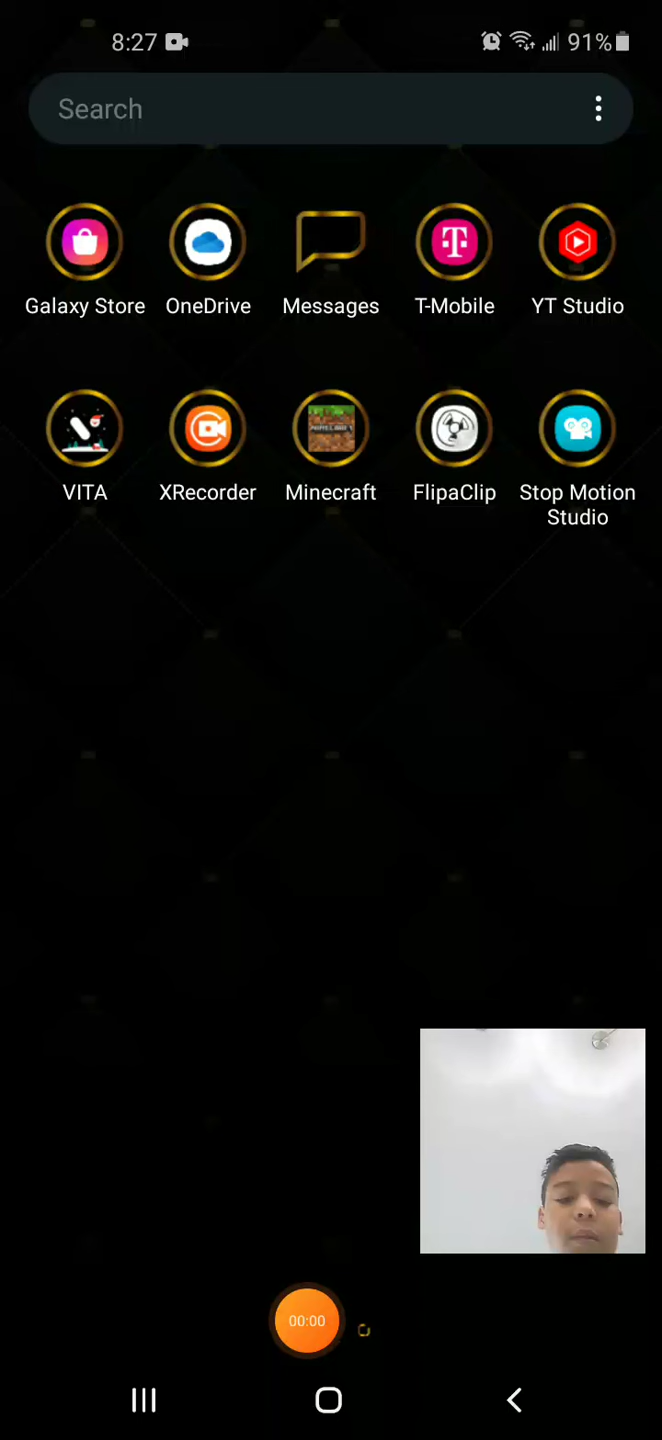 8:27 91%
Search
Galaxy Store OneDrive Messages T-Mobile YT Studio
VITA XRecorder Minecraft FlipaClip Stop Motion
Studio
00:00